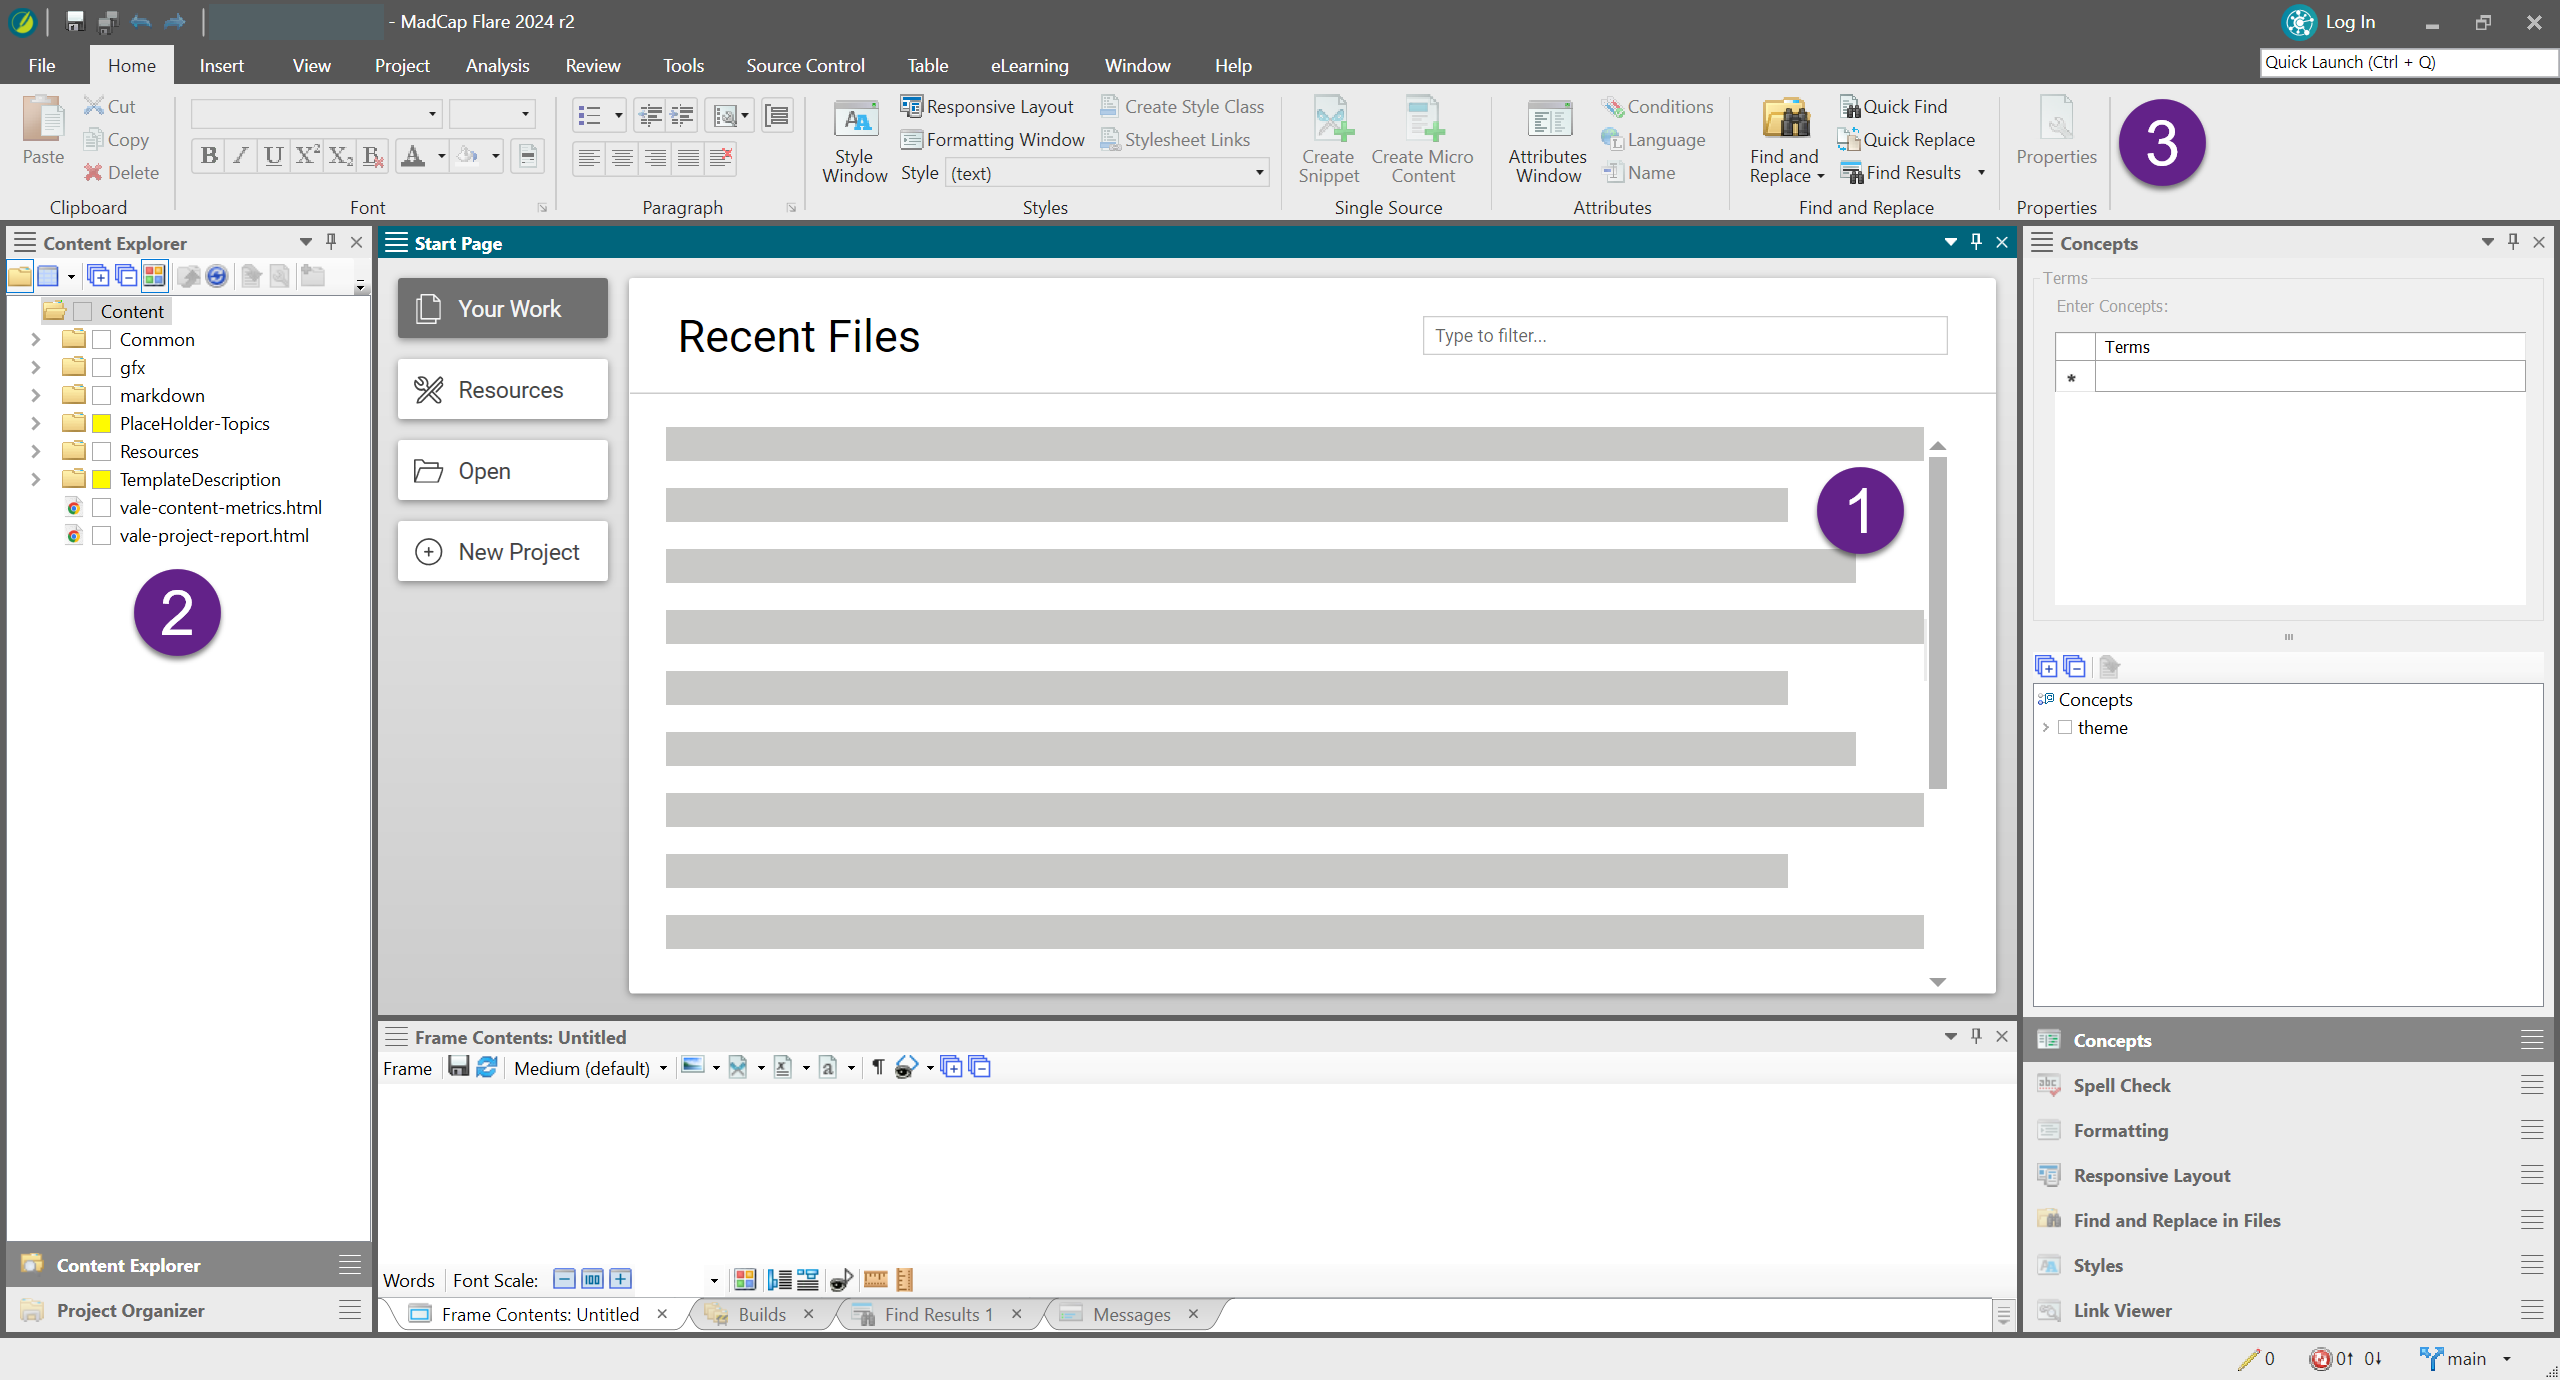 - MadCap Flare 2024 r2
Log In
File Home Insert View Project Analysis Review Tools Source Control Table eLearning Window Help
Quick Launch (Ctrl + Q)
Paste
Cut
Copy
Delete
Clipboard
B I U X² X₂ B A
Font
Paragraph
Style Window
Responsive Layout
Formatting Window
Style (text)
Create Style Class
Stylesheet Links
Styles
Create Snippet
Create Micro Content
Single Source
Attributes Window
Conditions
Language
Name
Attributes
Find and Replace
Quick Find
Quick Replace
Find Results
Find and Replace
Properties
Properties
3
Content Explorer
Content
Common
gfx
markdown
PlaceHolder-Topics
Resources
TemplateDescription
vale-content-metrics.html
vale-project-report.html
2
Content Explorer
Project Organizer
Start Page
Your Work
Resources
Open
New Project
Recent Files
Type to filter...
1
Frame Contents: Untitled
Frame Medium (default)
Words Font Scale: 100
Frame Contents: Untitled
Builds
Find Results 1
Messages
Concepts
Terms
Enter Concepts:
Terms
*
Concepts
theme
Concepts
Spell Check
Formatting
Responsive Layout
Find and Replace in Files
Styles
Link Viewer
0 0↑ 0↓ main